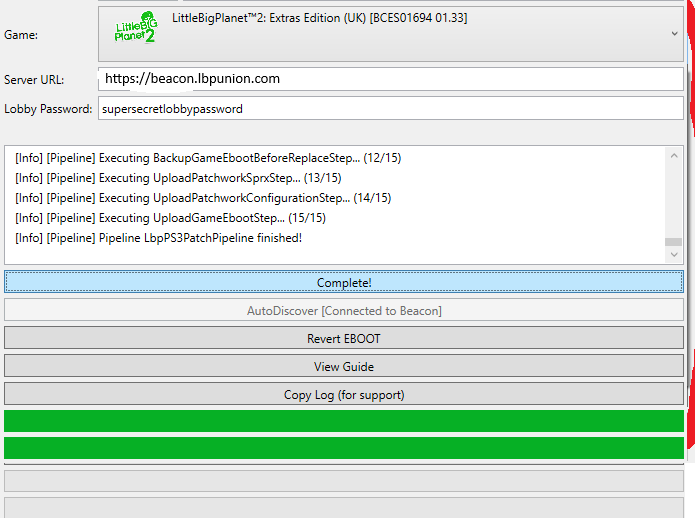 Game:
LittleBIG Planet 2
LittleBigPlanet™2: Extras Edition (UK) [BCES01694 01.33]
Server URL:
https://beacon.lbpunion.com
Lobby Password:
supersecretlobbypassword
[Info] [Pipeline] Executing BackupGameEbootBeforeReplaceStep... (12/15)
[Info] [Pipeline] Executing UploadPatchworkSprxStep... (13/15)
[Info] [Pipeline] Executing UploadPatchworkConfigurationStep... (14/15)
[Info] [Pipeline] Executing UploadGameEbootStep... (15/15)
[Info] [Pipeline] Pipeline LbpPS3PatchPipeline finished!
Complete!
AutoDiscover [Connected to Beacon]
Revert EBOOT
View Guide
Copy Log (for support)